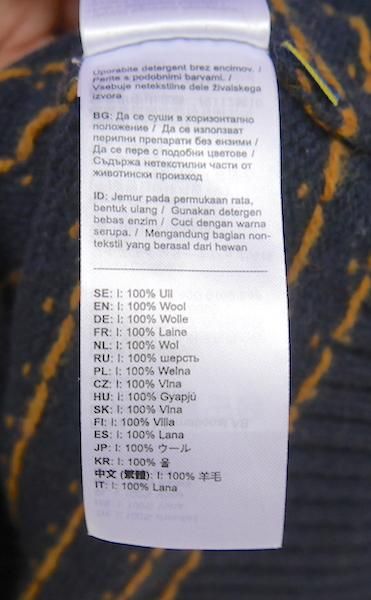 Uporabite detergent brez encimov. /
Perite s podobnimi barvami. /
Vsebuje netekstilne dele živalskega
izvora
BG: Да се суши в хоризонтално
положение / Да се използват
перилни препарати без ензими /
Да се пере с подобни цветове /
Съдържа нетекстилни части от
животински произход
ID: Jemur pada permukaan rata,
bentuk ulang / Gunakan detergen
bebas enzim / Cuci dengan warna
serupa. / Mengandung bagian non-
tekstil yang berasal dari hewan
SE: I: 100% Ull
EN: I: 100% Wool
DE: I: 100% Wolle
FR: I: 100% Laine
NL: I: 100% Wol
RU: I: 100% шерсть
PL: I: 100% Wełna
CZ: I: 100% Vlna
HU: I: 100% Gyapjú
SK: I: 100% Vlna
FI: I: 100% Villa
ES: I: 100% Lana
JP: I: 100% ウール
KR: I: 100% 울
中文 (繁體): I: 100% 羊毛
IT: I: 100% Lana